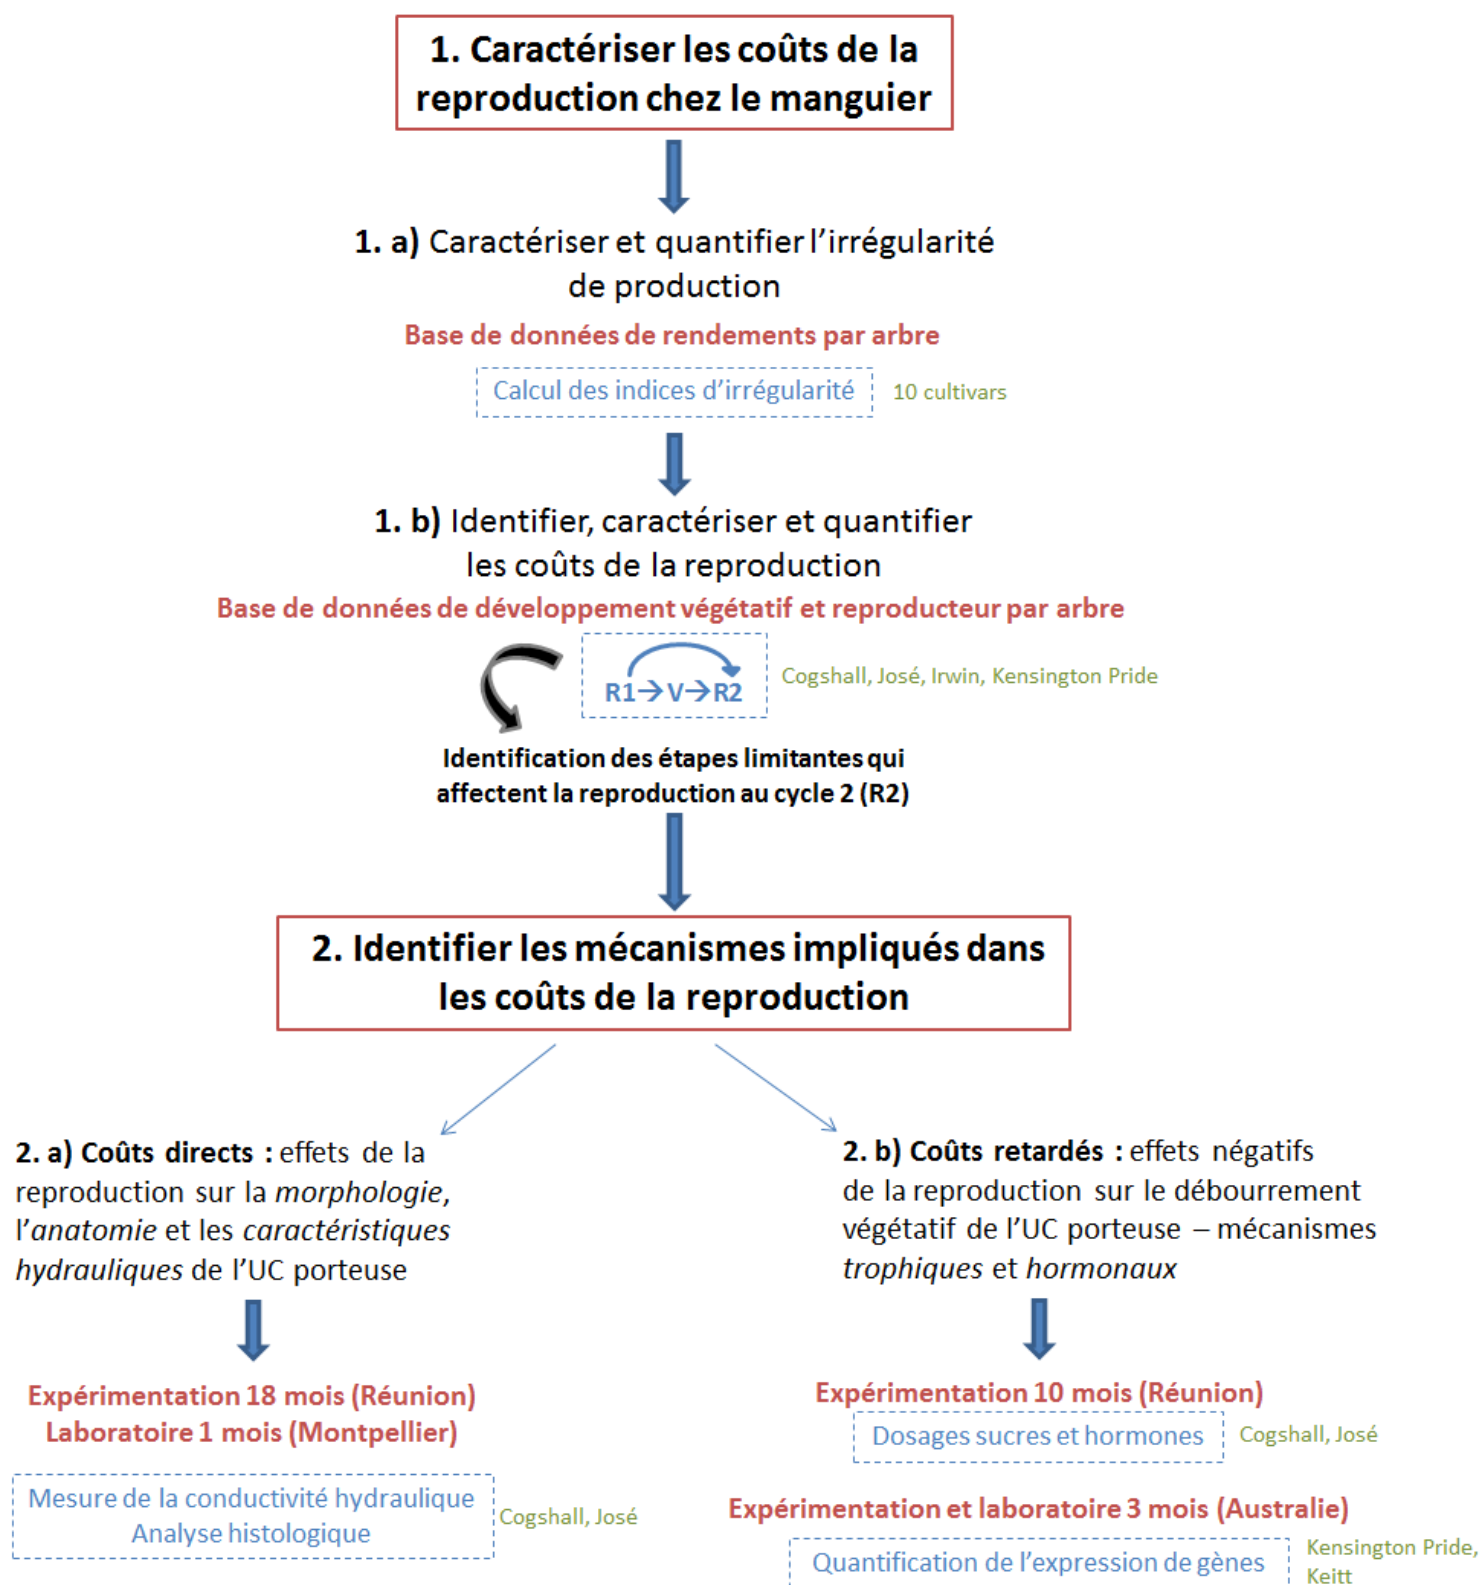 1. Caractériser les coûts de la
reproduction chez le manguier
1. a) Caractériser et quantifier l’irrégularité
de production
Base de données de rendements par arbre
Calcul des indices d’irrégularité
10 cultivars
1. b) Identifier, caractériser et quantifier
les coûts de la reproduction
Base de données de développement végétatif et reproducteur par arbre
R1→V→R2
Cogshall, José, Irwin, Kensington Pride
Identification des étapes limitantes qui
affectent la reproduction au cycle 2 (R2)
2. Identifier les mécanismes impliqués dans
les coûts de la reproduction
2. a) Coûts directs : effets de la
reproduction sur la morphologie,
l’anatomie et les caractéristiques
hydrauliques de l’UC porteuse
Expérimentation 18 mois (Réunion)
Laboratoire 1 mois (Montpellier)
Mesure de la conductivité hydraulique
Analyse histologique
Cogshall, José
2. b) Coûts retardés : effets négatifs
de la reproduction sur le débourrement
végétatif de l’UC porteuse – mécanismes
trophiques et hormonaux
Expérimentation 10 mois (Réunion)
Dosages sucres et hormones
Cogshall, José
Expérimentation et laboratoire 3 mois (Australie)
Quantification de l’expression de gènes
Kensington Pride,
Keitt